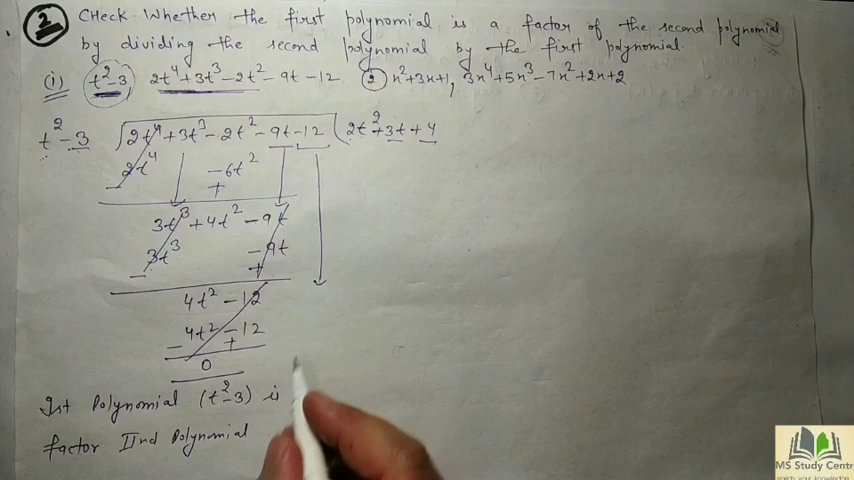 2 Check Whether the first polynomial is a factor of the second polynomial
by dividing the second polynomial by the first polynomial.
(i) t²-3, 2t⁴+3t³-2t²-9t-12 2 x²+3x+1, 3x⁴+5x³-7x²+2x+2
t²-3 2t⁴+3t³-2t²-9t-12 2t²+3t+4
2t⁴ -6t²
- +
3t³+4t²-9t
3t³ -9t
- +
4t²-12
4t²-12
- +
0
Ist Polynomial (t²-3) is
factor IInd Polynomial
MS Study Centr